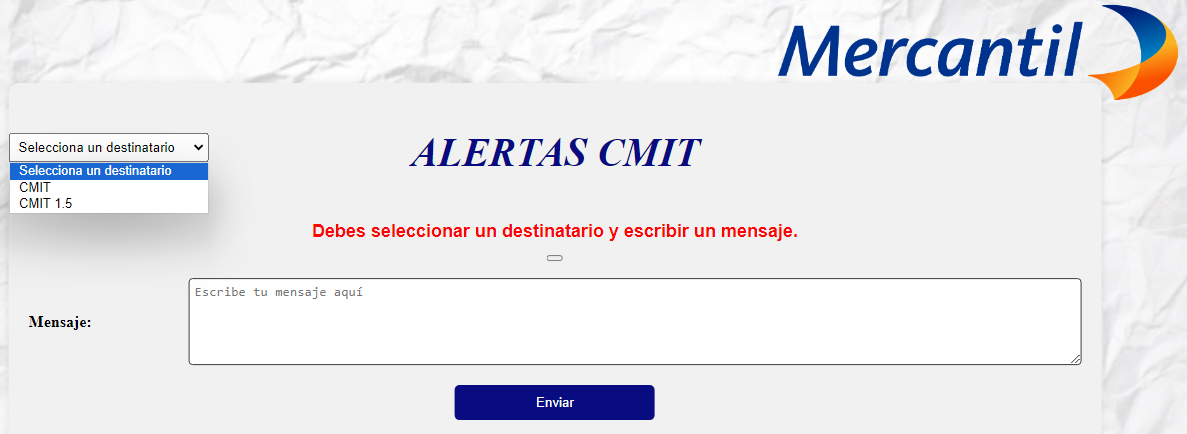 Mercantil
Selecciona un destinatario
Selecciona un destinatario
CMIT
CMIT 1.5
ALERTAS CMIT
Debes seleccionar un destinatario y escribir un mensaje.
Mensaje:
Escribe tu mensaje aquí
Enviar